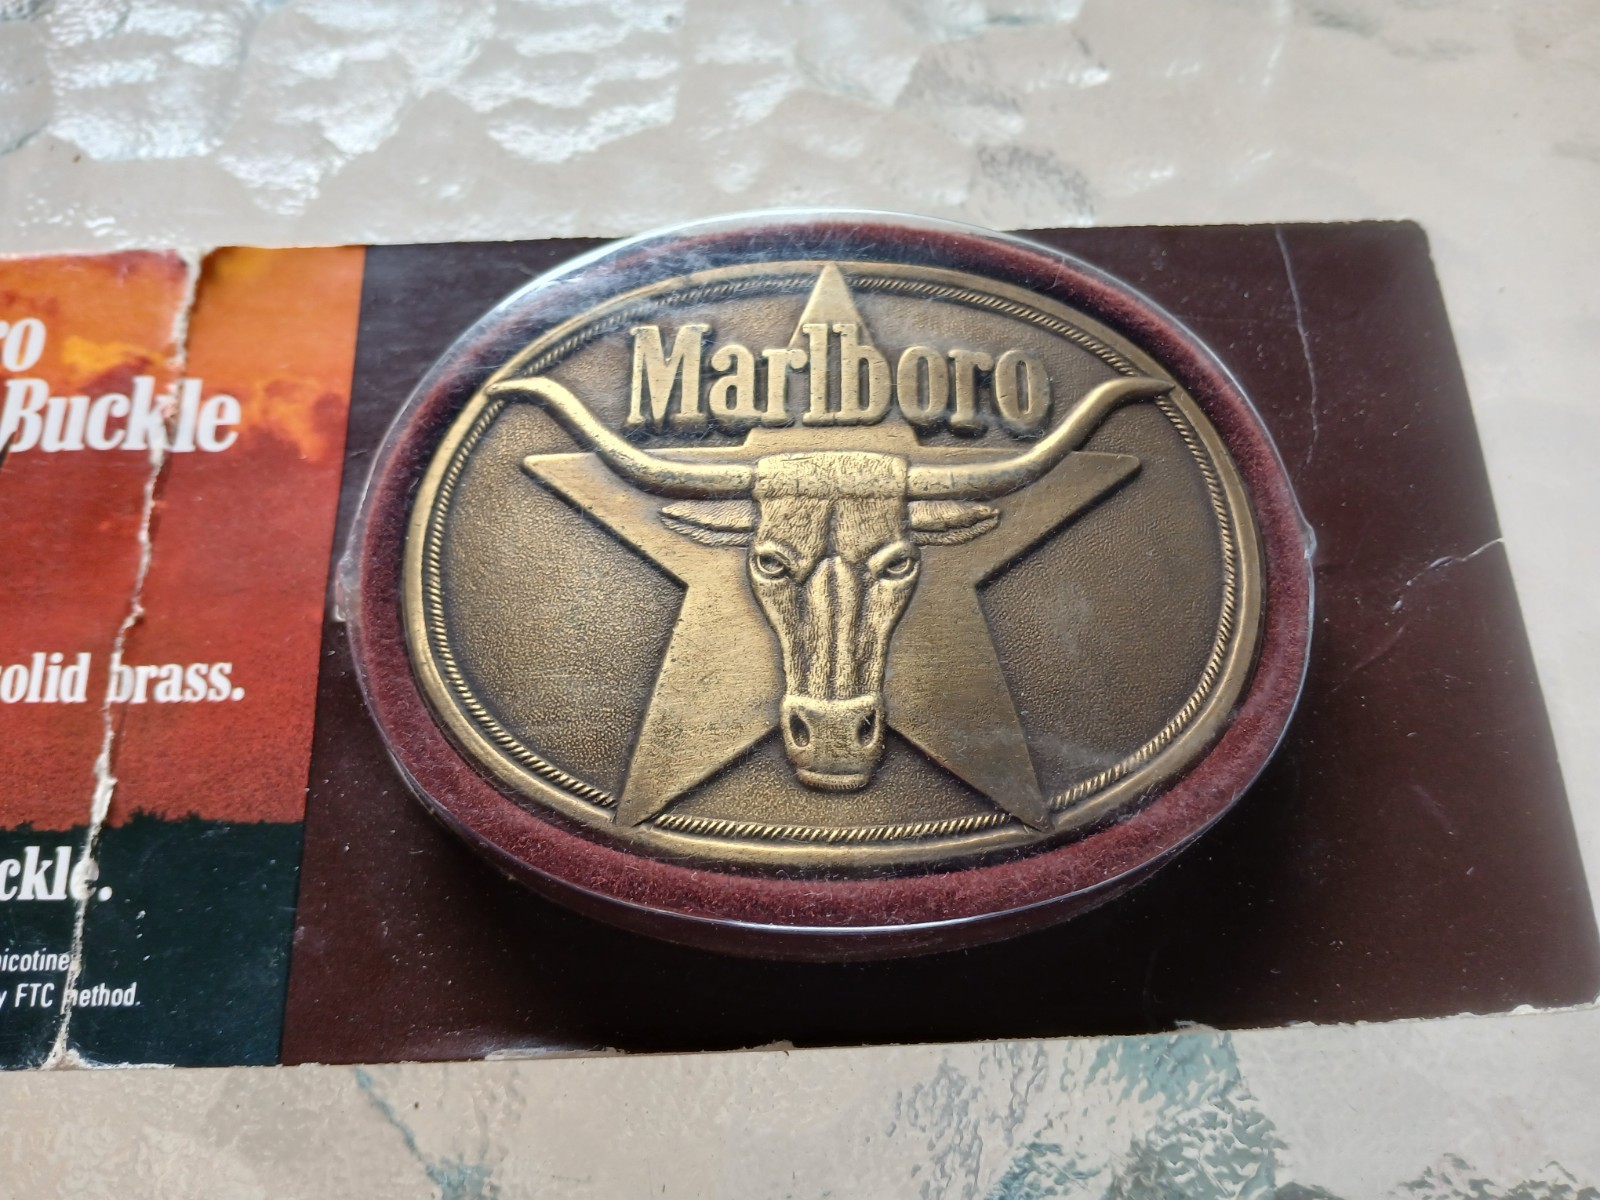 ro
Buckle
olid brass.
ckle.
nicotine
y FTC method.
Marlboro